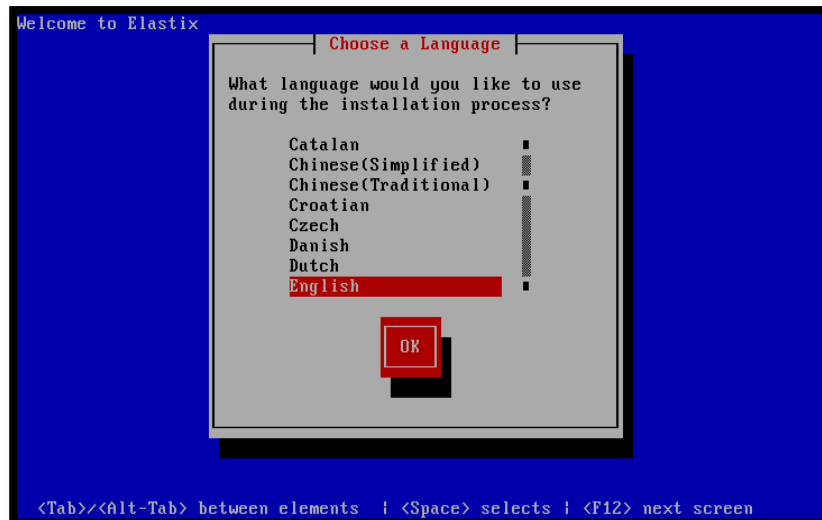 Welcome to Elastix
Choose a Language
What language would you like to use
during the installation process?
Catalan
Chinese(Simplified)
Chinese(Traditional)
Croatian
Czech
Danish
Dutch
English
OK
<Tab>/<Alt-Tab> between elements | <Space> selects | <F12> next screen